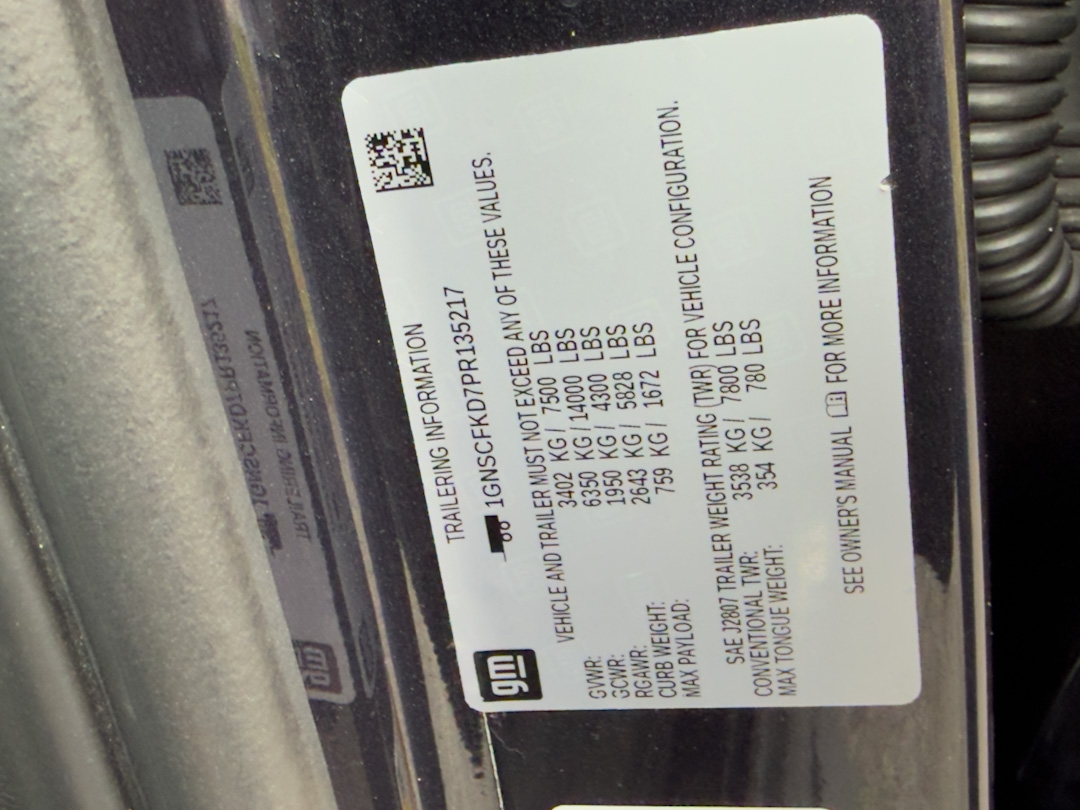 TRAILERING INFORMATION
gm 1GNSCFKD7PR135217
VEHICLE AND TRAILER MUST NOT EXCEED ANY OF THESE VALUES.
GVWR: 3402 KG / 7500 LBS
GCWR: 6350 KG / 14000 LBS
RGAWR: 1950 KG / 4300 LBS
CURB WEIGHT: 2643 KG / 5828 LBS
MAX PAYLOAD: 759 KG / 1672 LBS
SAE J2807 TRAILER WEIGHT RATING (TWR) FOR VEHICLE CONFIGURATION.
CONVENTIONAL TWR: 3538 KG / 7800 LBS
MAX TONGUE WEIGHT: 354 KG / 780 LBS
SEE OWNER'S MANUAL FOR MORE INFORMATION